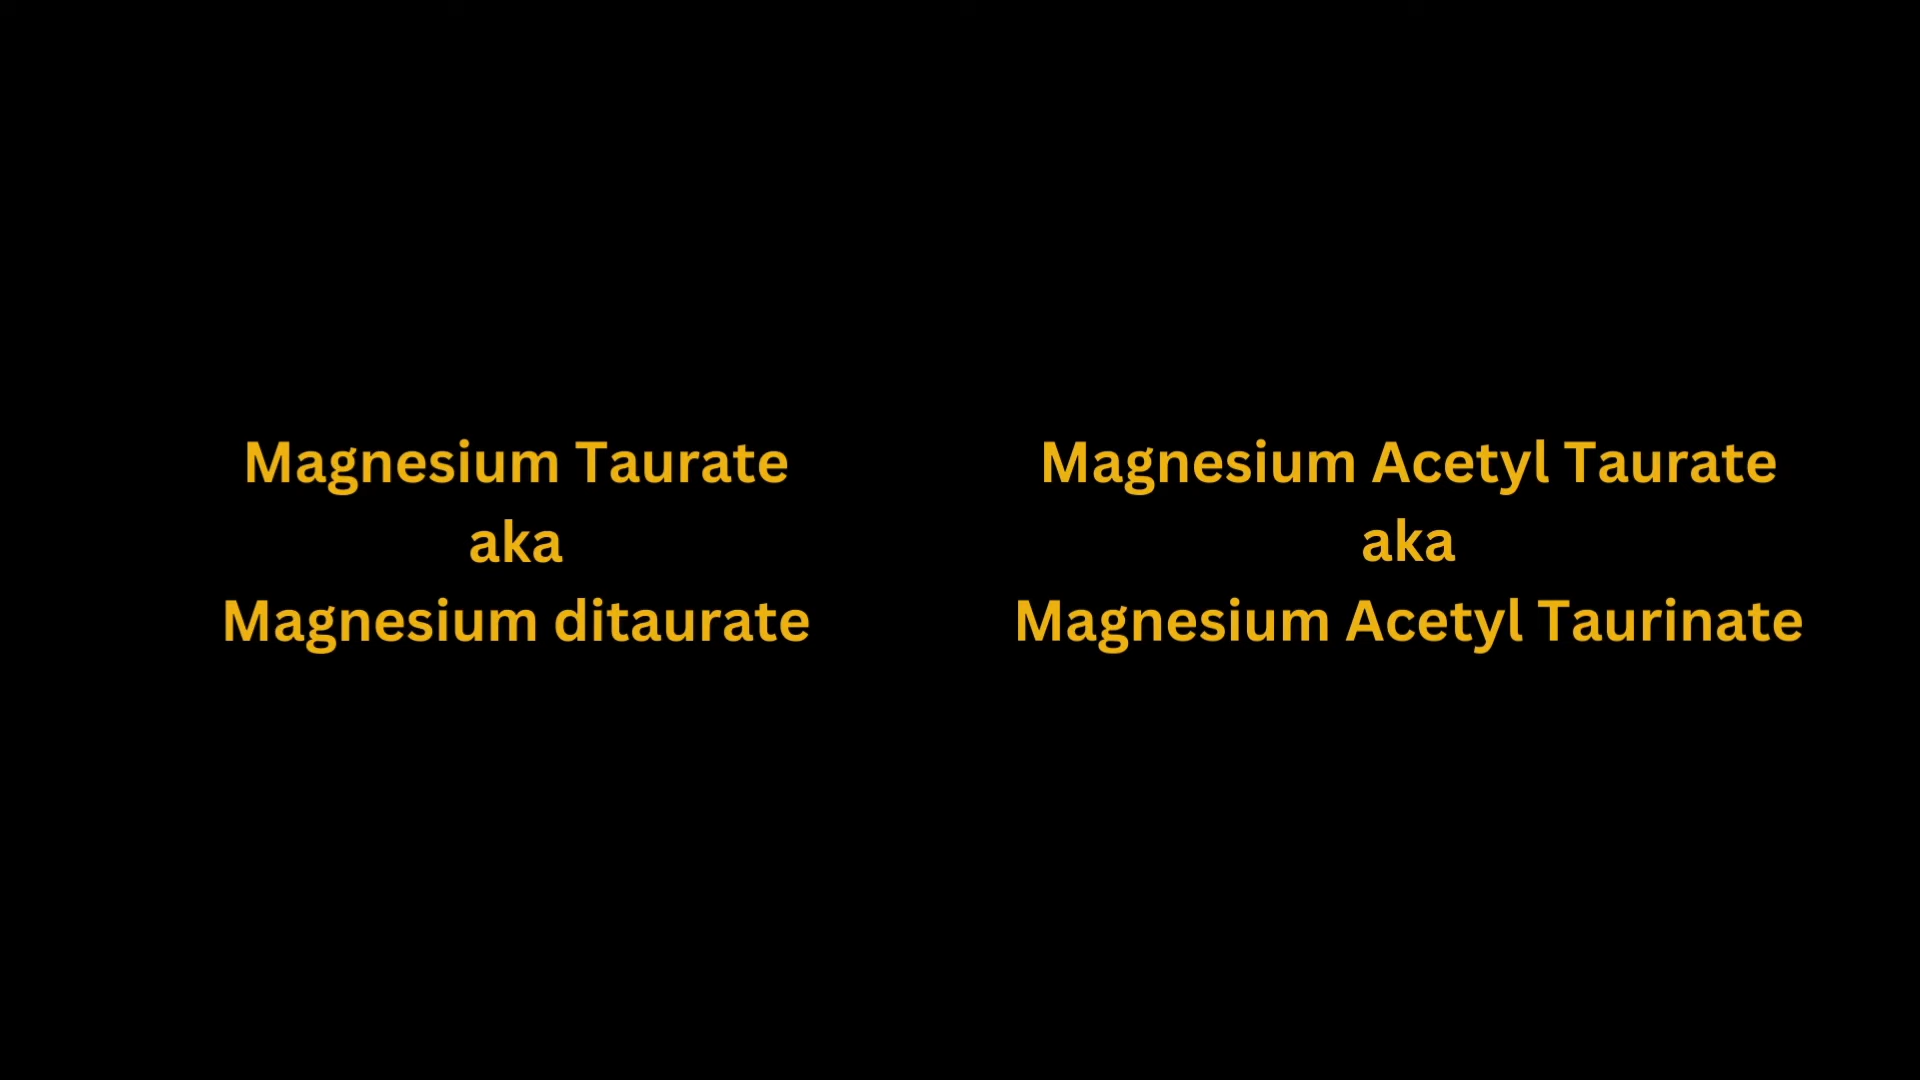 Magnesium Taurate
aka
Magnesium ditaurate
Magnesium Acetyl Taurate
aka
Magnesium Acetyl Taurinate